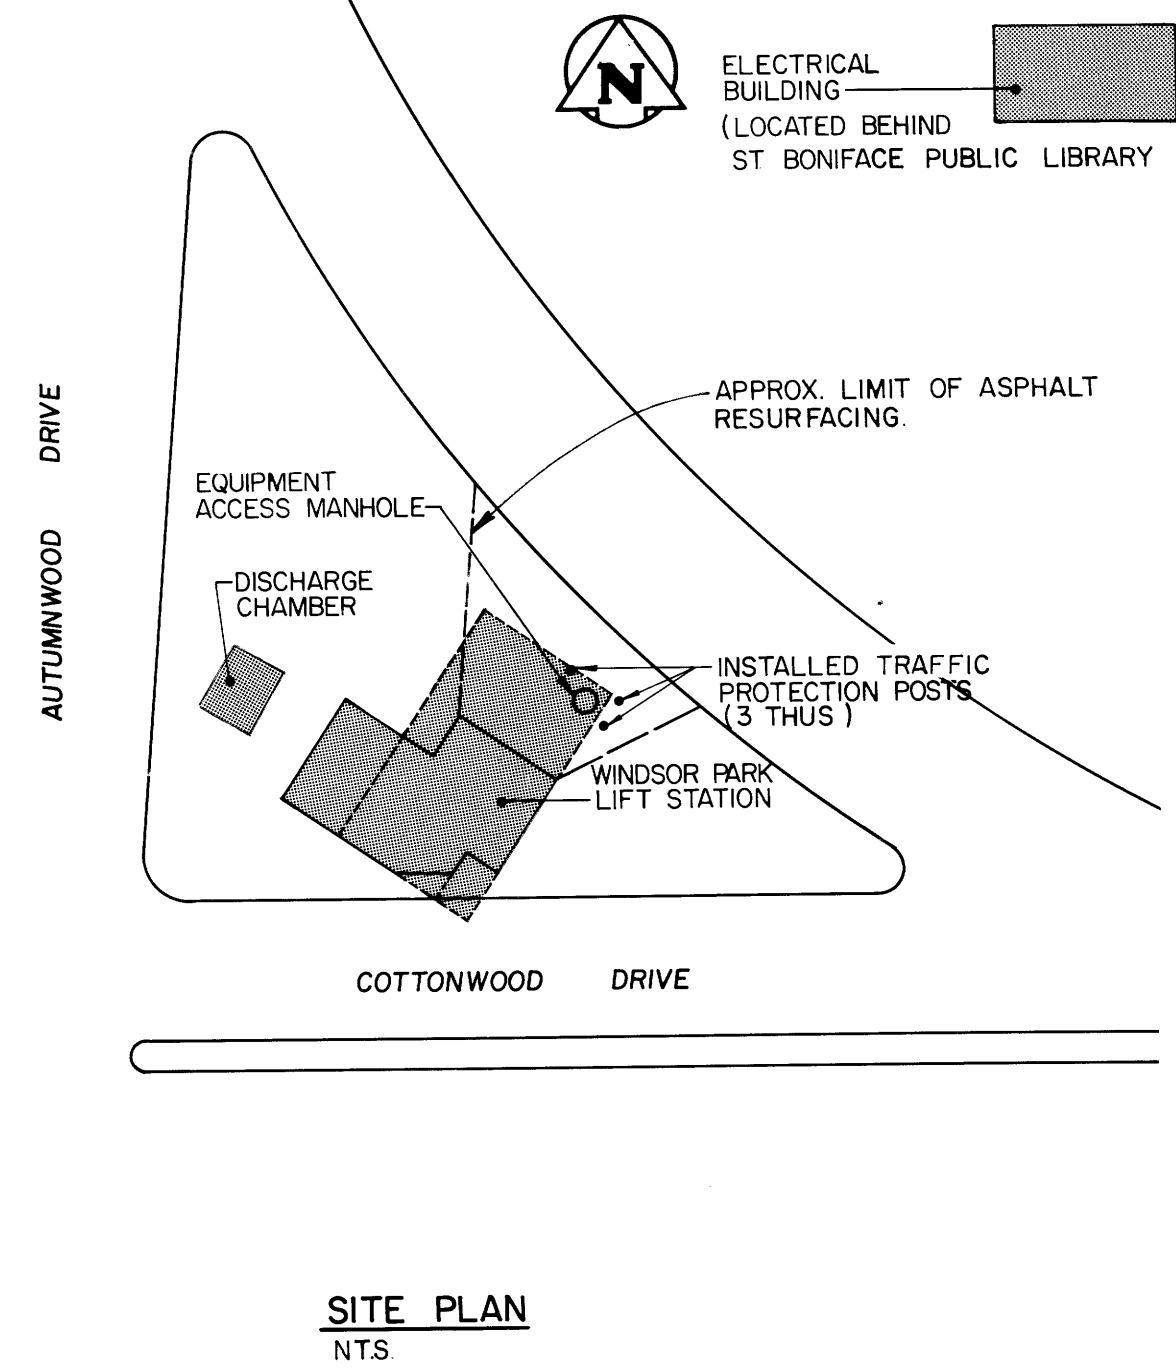 N
ELECTRICAL
BUILDING
(LOCATED BEHIND
ST BONIFACE PUBLIC LIBRARY
APPROX. LIMIT OF ASPHALT
RESURFACING.
EQUIPMENT
ACCESS MANHOLE
DISCHARGE
CHAMBER
AUTUMNWOOD DRIVE
INSTALLED TRAFFIC
PROTECTION POSTS
(3 THUS)
WINDSOR PARK
LIFT STATION
COTTONWOOD DRIVE
SITE PLAN
N.T.S.